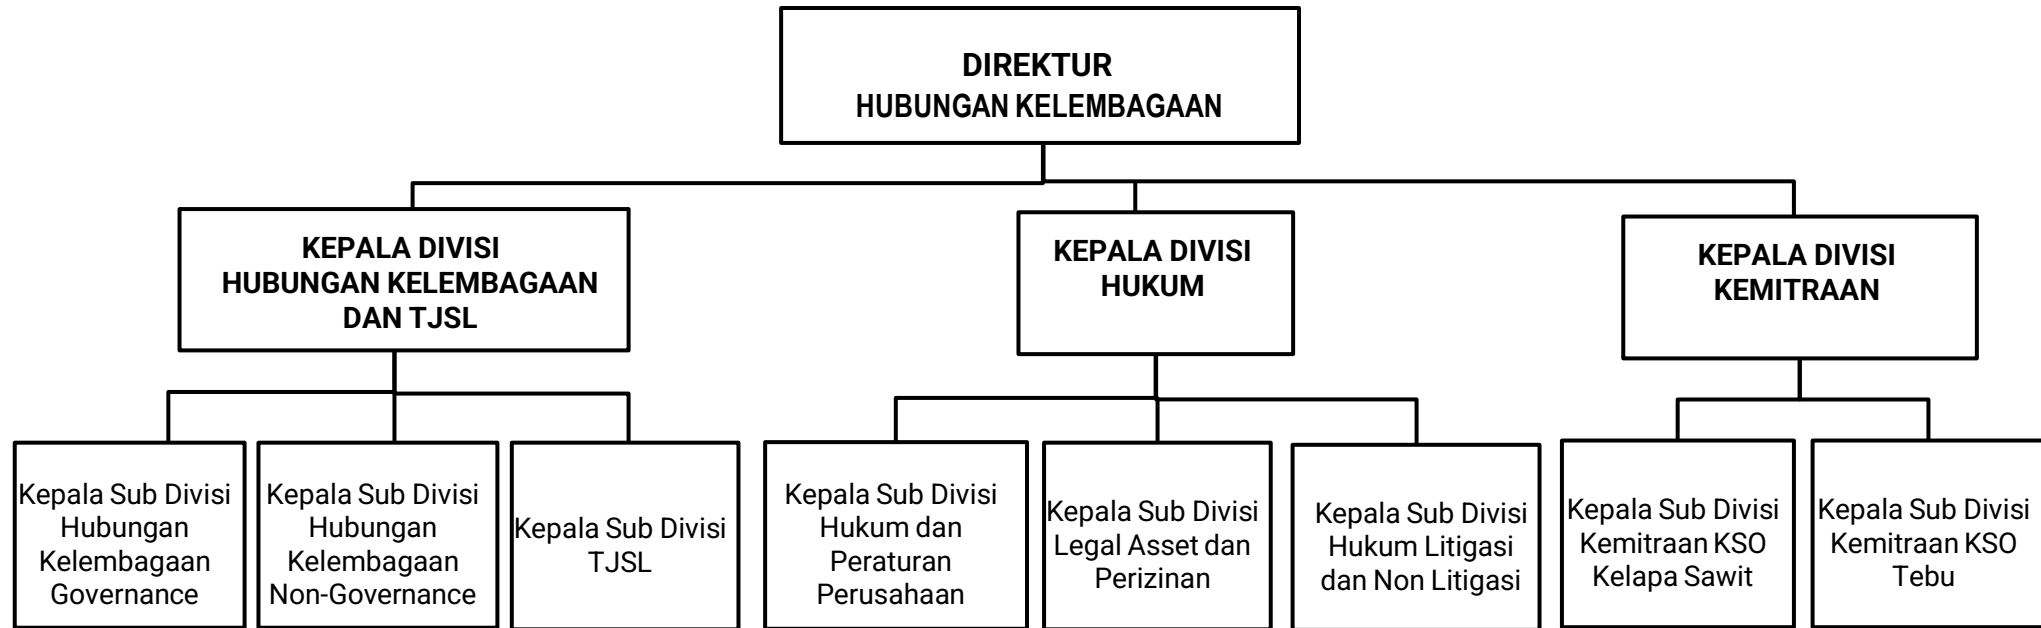 DIREKTUR
HUBUNGAN KELEMBAGAAN
KEPALA DIVISI
HUBUNGAN KELEMBAGAAN
DAN TJSL
KEPALA DIVISI
HUKUM
KEPALA DIVISI
KEMITRAAN
Kepala Sub Divisi
Hubungan
Kelembagaan
Governance
Kepala Sub Divisi
Hubungan
Kelembagaan
Non-Governance
Kepala Sub Divisi
TJSL
Kepala Sub Divisi
Hukum dan
Peraturan
Perusahaan
Kepala Sub Divisi
Legal Asset dan
Perizinan
Kepala Sub Divisi
Hukum Litigasi
dan Non Litigasi
Kepala Sub Divisi
Kemitraan KSO
Kelapa Sawit
Kepala Sub Divisi
Kemitraan KSO
Tebu